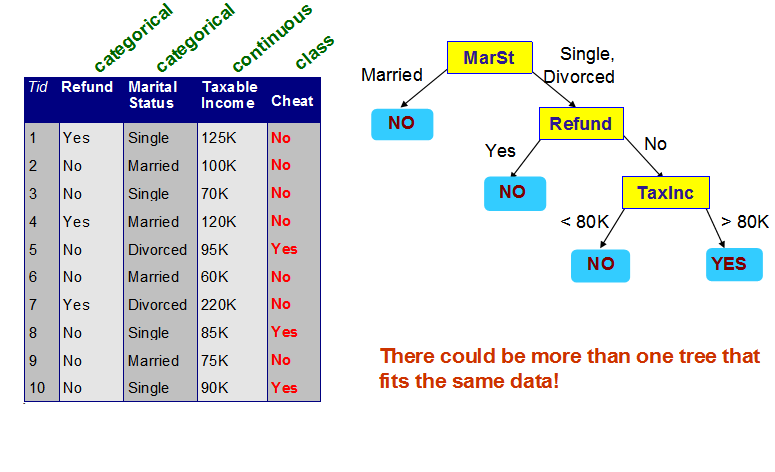 categorical
categorical
continuous
class
Tid Refund Marital Status Taxable Income Cheat
1 Yes Single 125K No
2 No Married 100K No
3 No Single 70K No
4 Yes Married 120K No
5 No Divorced 95K Yes
6 No Married 60K No
7 Yes Divorced 220K No
8 No Single 85K Yes
9 No Married 75K No
10 No Single 90K Yes
MarSt
Married
Single,
Divorced
NO
Refund
Yes
No
NO
TaxInc
< 80K
> 80K
NO
YES
There could be more than one tree that
fits the same data!